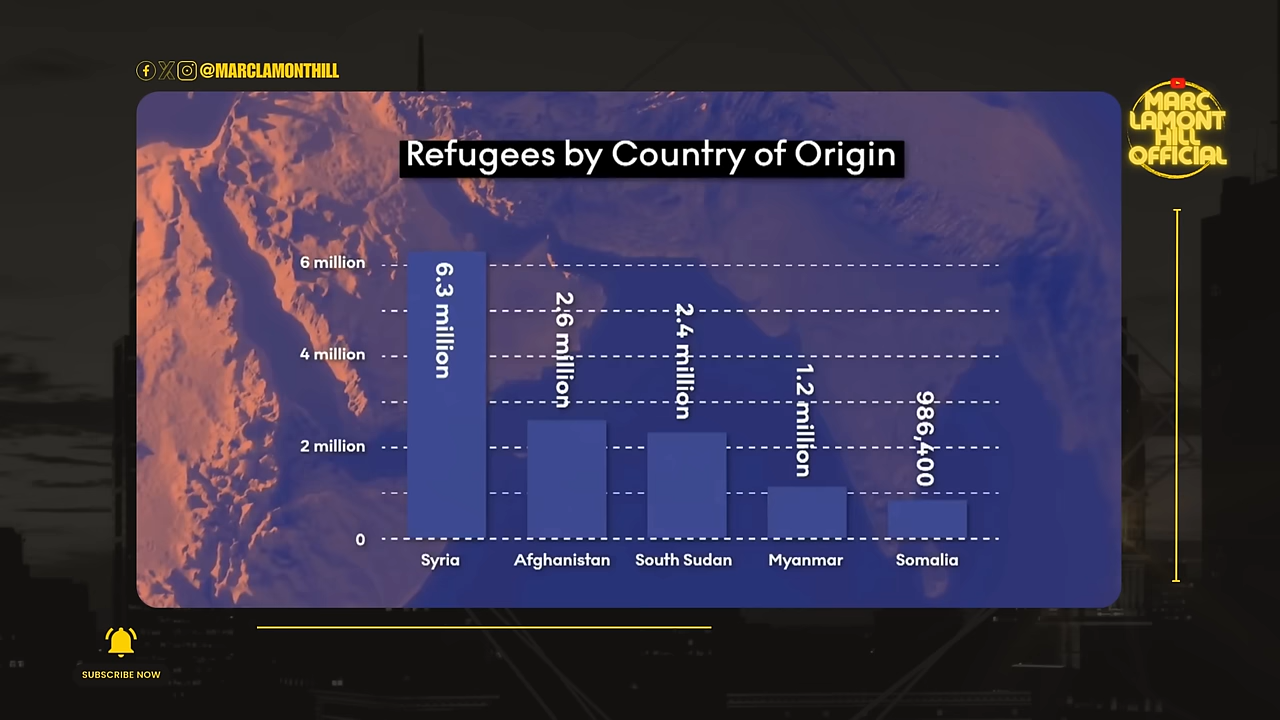 @MARCLAMONTHILL
MARC
LAMONT
HILL
OFFICIAL
Refugees by Country of Origin
6 million
4 million
2 million
0
6.3 million
2.6 million
2.4 million
1.2 million
986,400
Syria
Afghanistan
South Sudan
Myanmar
Somalia
SUBSCRIBE NOW